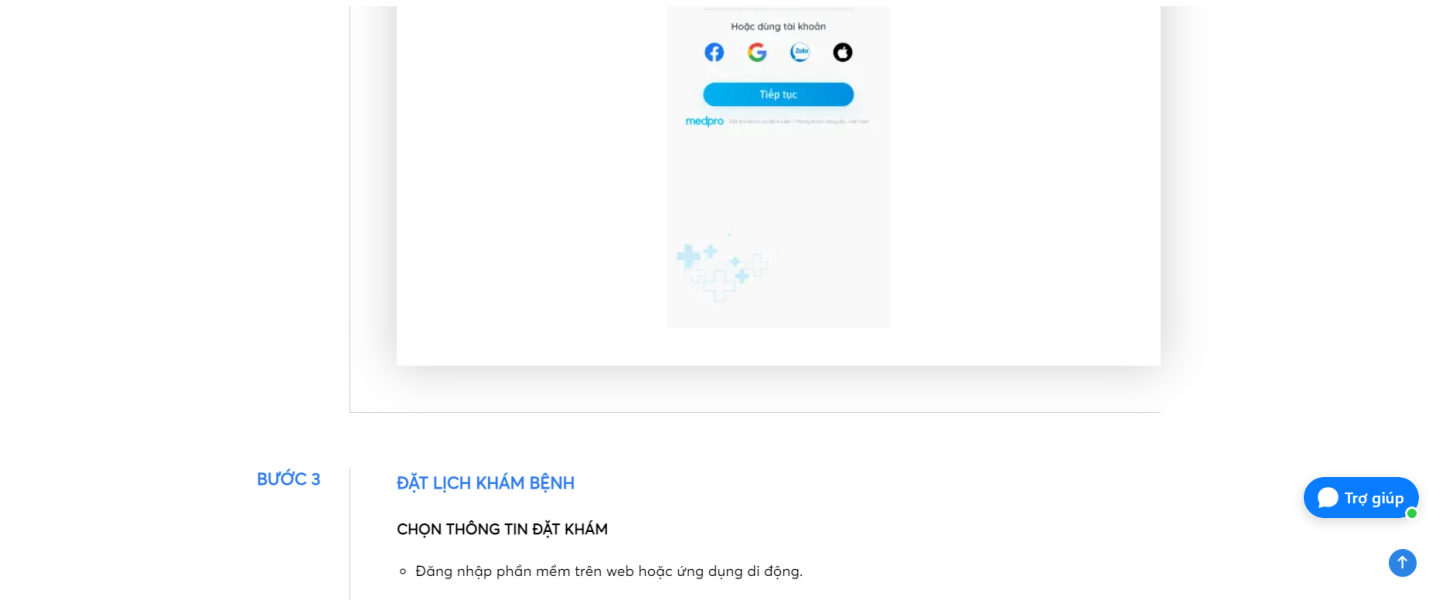 Hoặc dùng tài khoản
Zalo
Tiếp tục
medpro
BƯỚC 3
ĐẶT LỊCH KHÁM BỆNH
CHỌN THÔNG TIN ĐẶT KHÁM
Đăng nhập phần mềm trên web hoặc ứng dụng di động.
Trợ giúp